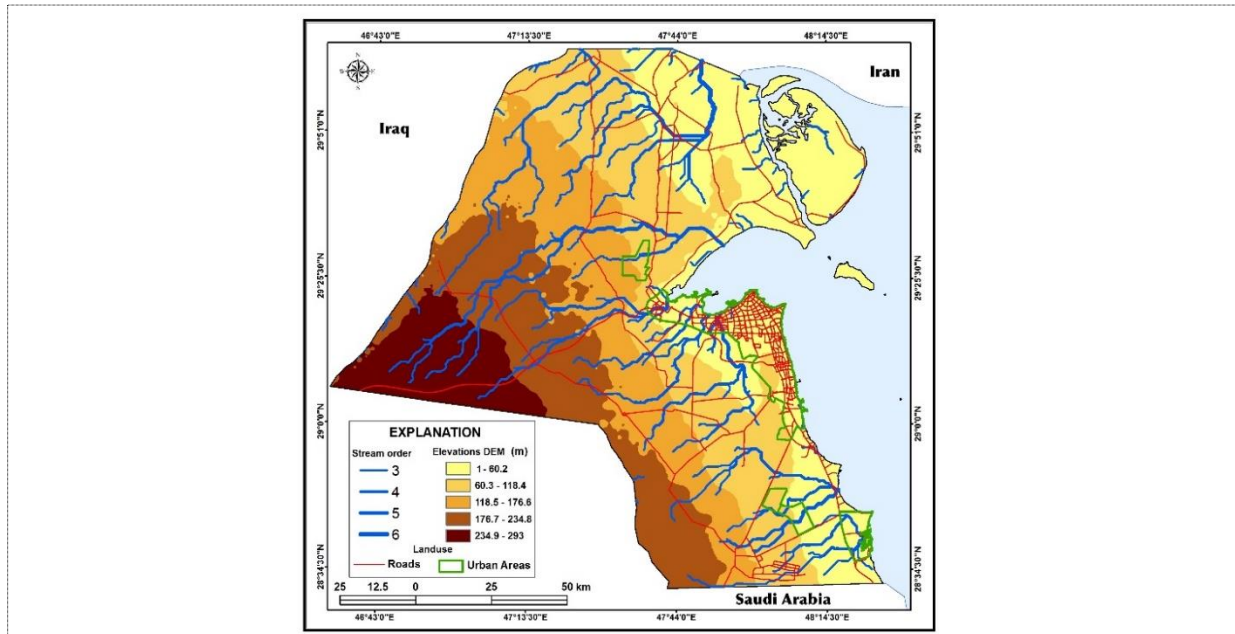 46°43'0"E 47°13'30"E 47°44'0"E 48°14'30"E
N
S
Iran
Iraq
29°51'0"N 29°51'0"N
29°25'30"N 29°25'30"N
29°0'0"N 29°0'0"N
28°34'30"N 28°34'30"N
EXPLANATION
Stream order Elevations DEM (m)
3 1 - 60.2
4 60.3 - 118.4
5 118.5 - 176.6
6 176.7 - 234.8
234.9 - 293
Landuse
Roads Urban Areas
25 12.5 0 25 50 km
Saudi Arabia
46°43'0"E 47°13'30"E 47°44'0"E 48°14'30"E